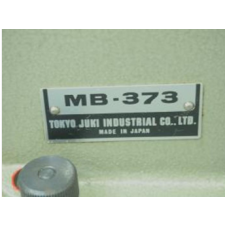 MB-373
TOKYO JUKI INDUSTRIAL CO., LTD.
MADE IN JAPAN